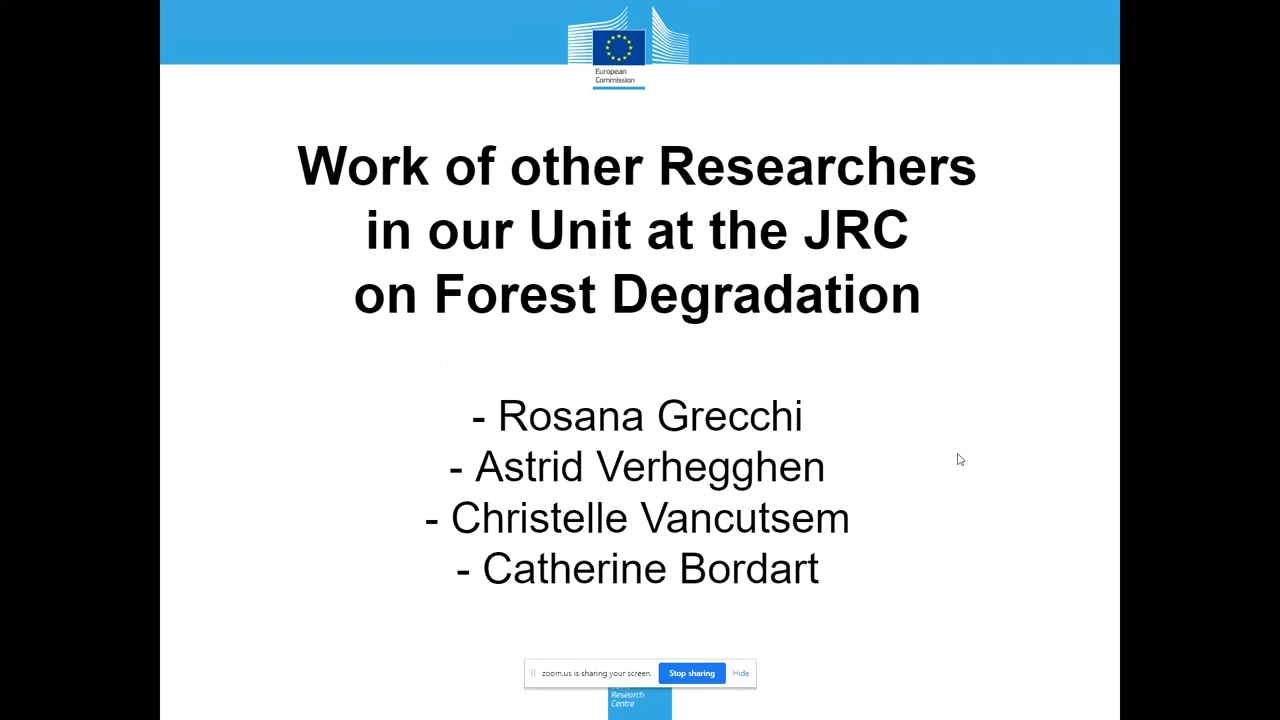 European
Commission
Work of other Researchers
in our Unit at the JRC
on Forest Degradation
- Rosana Grecchi
- Astrid Verhegghen
- Christelle Vancutsem
- Catherine Bordart
zoom.us is sharing your screen.
Stop sharing
Hide
Research
Centre